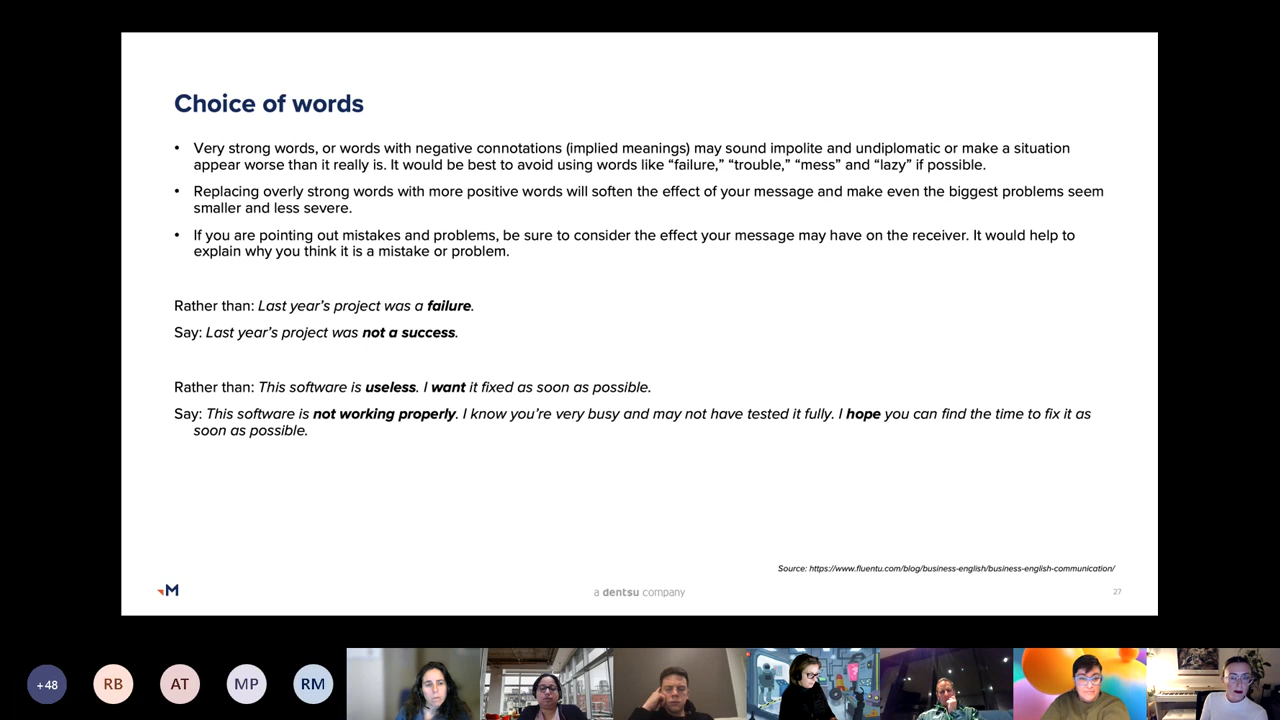 Choice of words
• Very strong words, or words with negative connotations (implied meanings) may sound impolite and undiplomatic or make a situation
appear worse than it really is. It would be best to avoid using words like “failure,” “trouble,” “mess” and “lazy” if possible.
• Replacing overly strong words with more positive words will soften the effect of your message and make even the biggest problems seem
smaller and less severe.
• If you are pointing out mistakes and problems, be sure to consider the effect your message may have on the receiver. It would help to
explain why you think it is a mistake or problem.
Rather than: Last year’s project was a failure.
Say: Last year’s project was not a success.
Rather than: This software is useless. I want it fixed as soon as possible.
Say: This software is not working properly. I know you’re very busy and may not have tested it fully. I hope you can find the time to fix it as
soon as possible.
Source: https://www.fluentu.com/blog/business-english/business-english-communication/
M
a dentsu company
27
+48
RB
AT
MP
RM